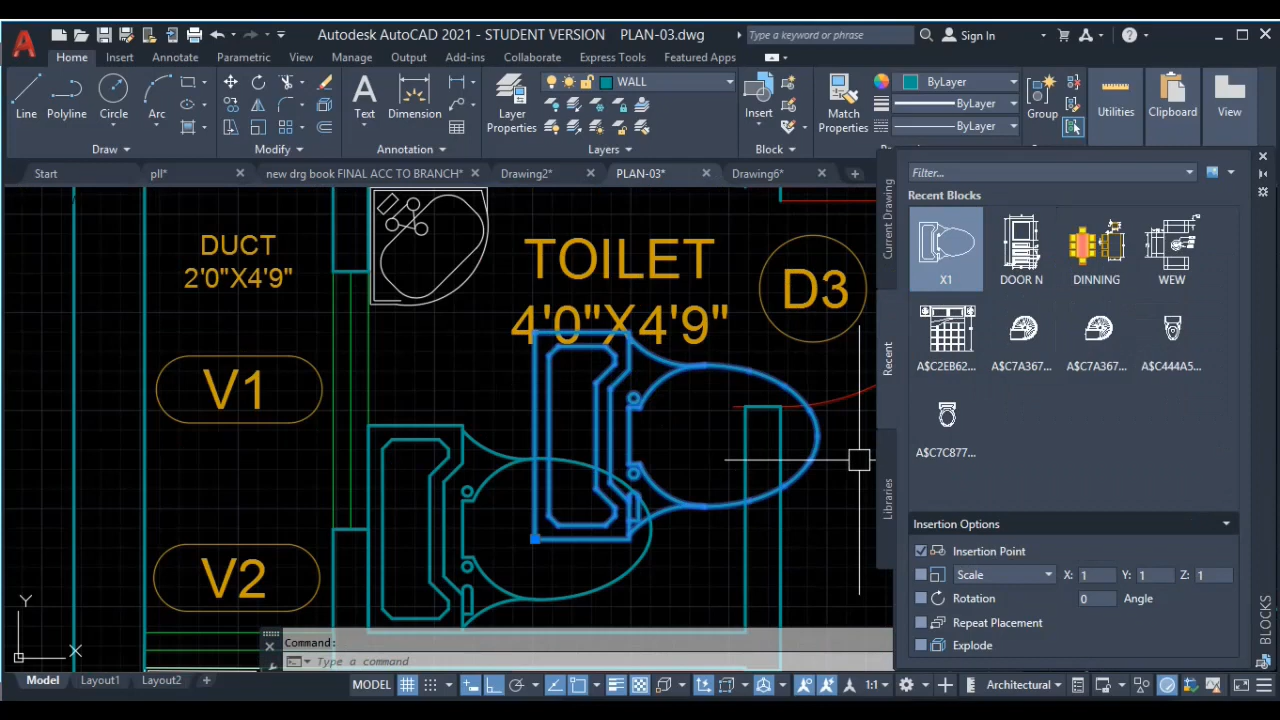 Autodesk AutoCAD 2021 - STUDENT VERSION PLAN-03.dwg
Type a keyword or phrase
Sign In
Home Insert Annotate Parametric View Manage Output Add-ins Collaborate Express Tools Featured Apps
WALL
ByLayer
ByLayer
ByLayer
Line Polyline Circle Arc
Text Dimension
Layer Properties
Insert
Match Properties
Group
Utilities
Clipboard
View
Draw Modify Annotation Layers Block
Start pll* new drg book FINAL ACC TO BRANCH* Drawing2* PLAN-03* Drawing6*
DUCT
2'0"X4'9"
TOILET
4'0"X4'9"
D3
V1
V2
Y
X
Current Drawing
Recent
Libraries
Filter...
Recent Blocks
X1 DOOR N DINNING WEW
A$C2EB62... A$C7A367... A$C7A367... A$C444A5...
A$C7C877...
Insertion Options
Insertion Point
Scale X: 1 Y: 1 Z: 1
Rotation 0 Angle
Repeat Placement
Explode
BLOCKS
Command:
Type a command
Model Layout1 Layout2
MODEL 1:1 Architectural